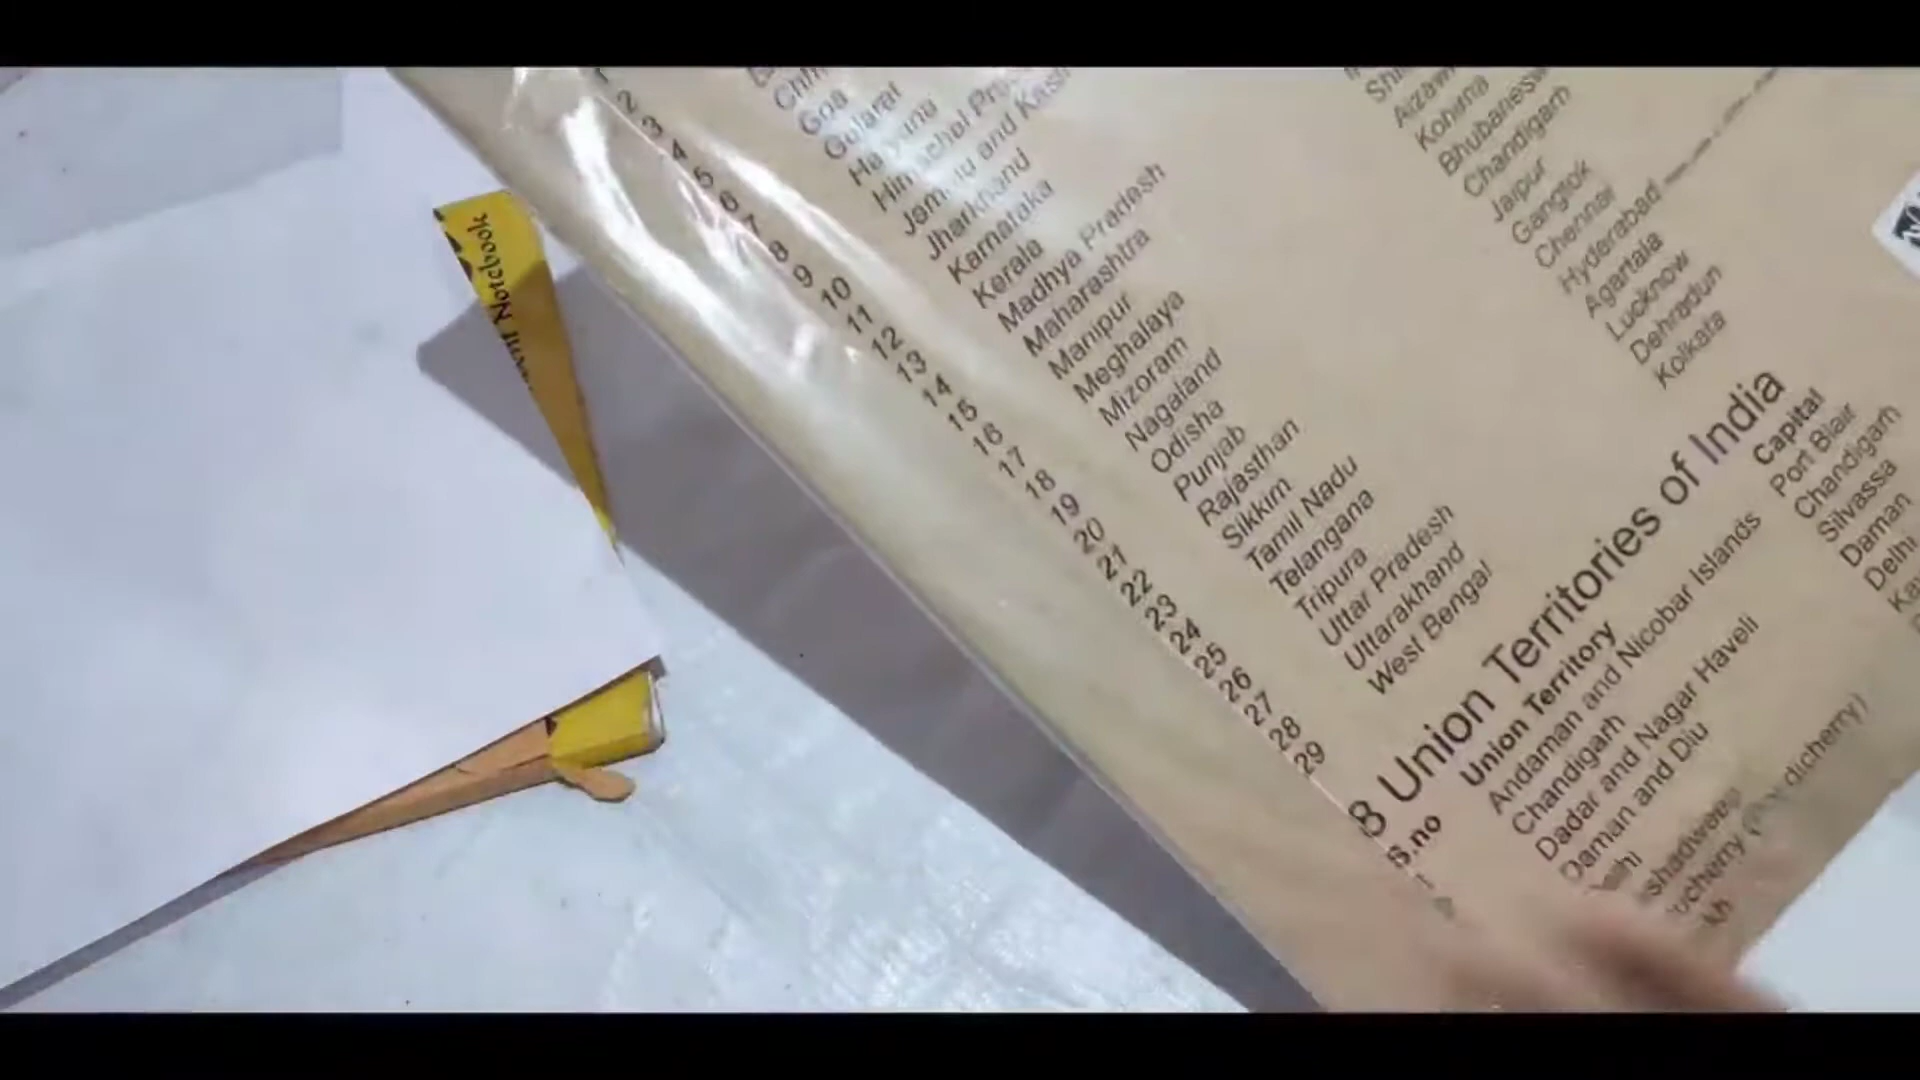 Notebook
2
3
4
5
6
7
8
9
10
11
12
13
14
15
16
17
18
19
20
21
22
23
24
25
26
27
28
29
Goa
Gujarat
Haryana
Himachel
Jammu and
Jharkhand
Karnataka
Kerala
Madhya Pradesh
Maharashtra
Manipur
Meghalaya
Mizoram
Nagaland
Odisha
Punjab
Rajasthan
Sikkim
Tamil Nadu
Telangana
Tripura
Uttar Pradesh
Uttarakhand
West Bengal
Kohima
Chandigarh
Jaipur
Gangtok
Chennai
Hyderabad
Agartala
Lucknow
Dehradun
Kolkata
8 Union Territories of India
S.no Union Territory Capital
Andaman and Nicobar Islands Port Blair
Chandigarh Chandigarh
Dadar and Nagar Haveli Silvassa
Daman and Diu Daman
Delhi